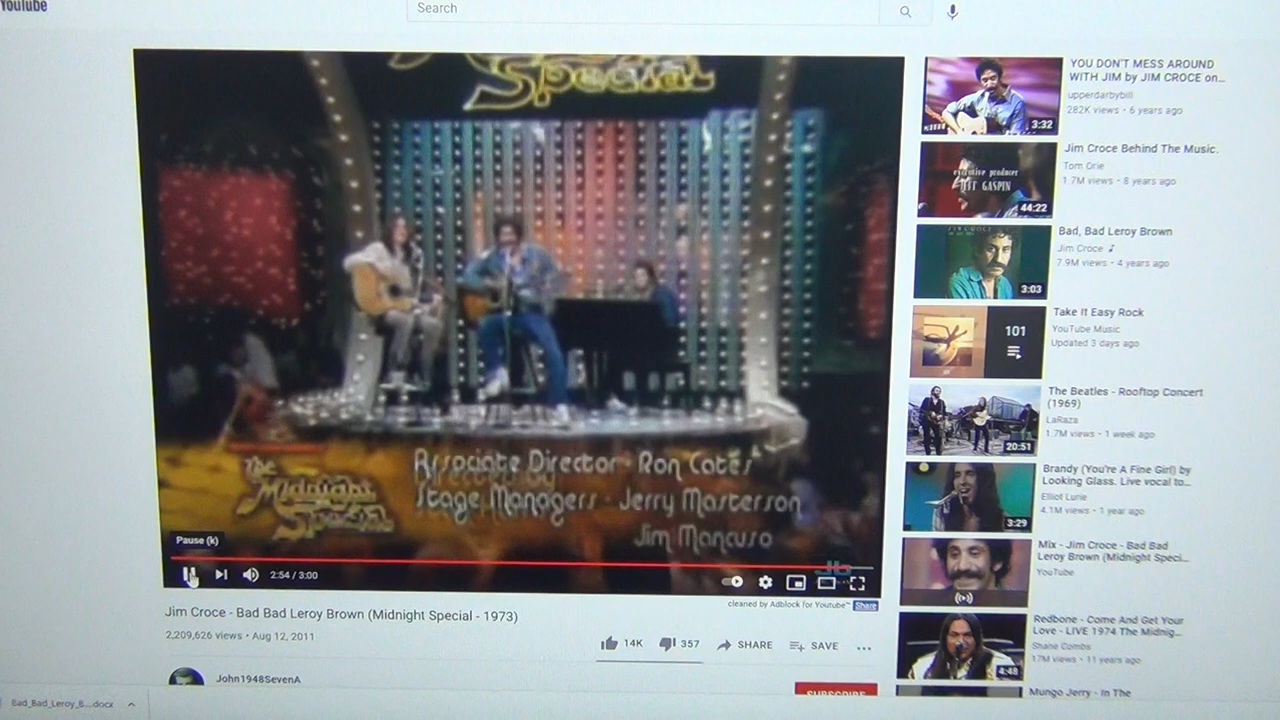 YouTube
Search
Special
The
Midnight
Special
Associate Director - Ron Cates
Directed By
Stage Managers - Jerry Masterson
Jim Mancuso
Pause (k)
2:54 / 3:00
cleaned by Adblock for Youtube™ Share
Jim Croce - Bad Bad Leroy Brown (Midnight Special - 1973)
2,209,626 views • Aug 12, 2011
14K
357
SHARE
SAVE
John1948SevenA
SUBSCRIBE
Bad_Bad_Leroy_B....docx
YOU DON'T MESS AROUND
WITH JIM by JIM CROCE on...
upperdarbybill
282K views • 6 years ago
3:32
Jim Croce Behind The Music.
Tom Orie
1.7M views • 8 years ago
executive producer
JEFF GASPIN
44:22
Bad, Bad Leroy Brown
Jim Croce
7.9M views • 4 years ago
JIM CROCE
3:03
Take It Easy Rock
YouTube Music
Updated 3 days ago
101
The Beatles - Rooftop Concert
(1969)
LaRaza
1.7M views • 1 week ago
20:51
Brandy (You're A Fine Girl) by
Looking Glass. Live vocal to...
Elliot Lurie
4.1M views • 1 year ago
3:29
Mix - Jim Croce - Bad Bad
Leroy Brown (Midnight Speci...
YouTube
Redbone - Come And Get Your
Love - LIVE 1974 The Midnig...
Shane Combs
17M views • 11 years ago
4:48
Mungo Jerry - In The